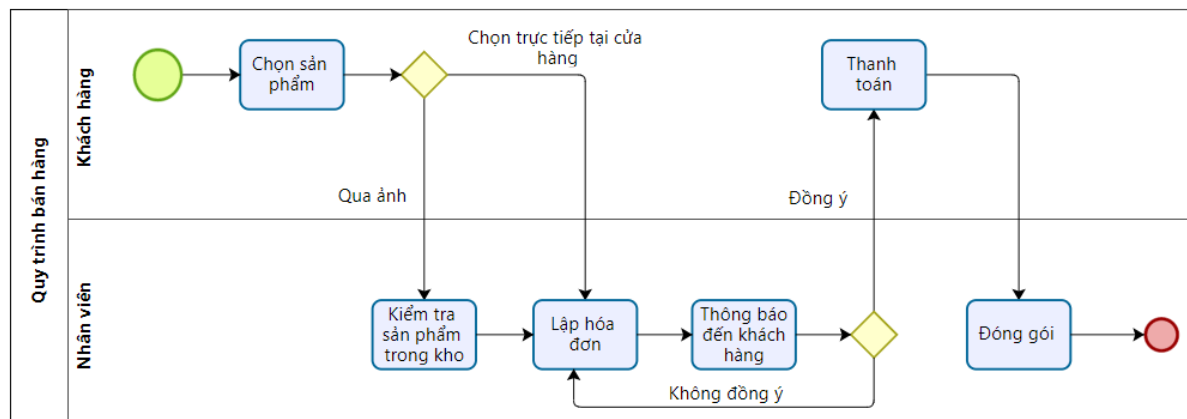 Quy trình bán hàng
Khách hàng
Chọn sản
phẩm
Chọn trực tiếp tại cửa
hàng
Thanh
toán
Qua ảnh
Đồng ý
Nhân viên
Kiểm tra
sản phẩm
trong kho
Lập hóa
đơn
Thông báo
đến khách
hàng
Đóng gói
Không đồng ý